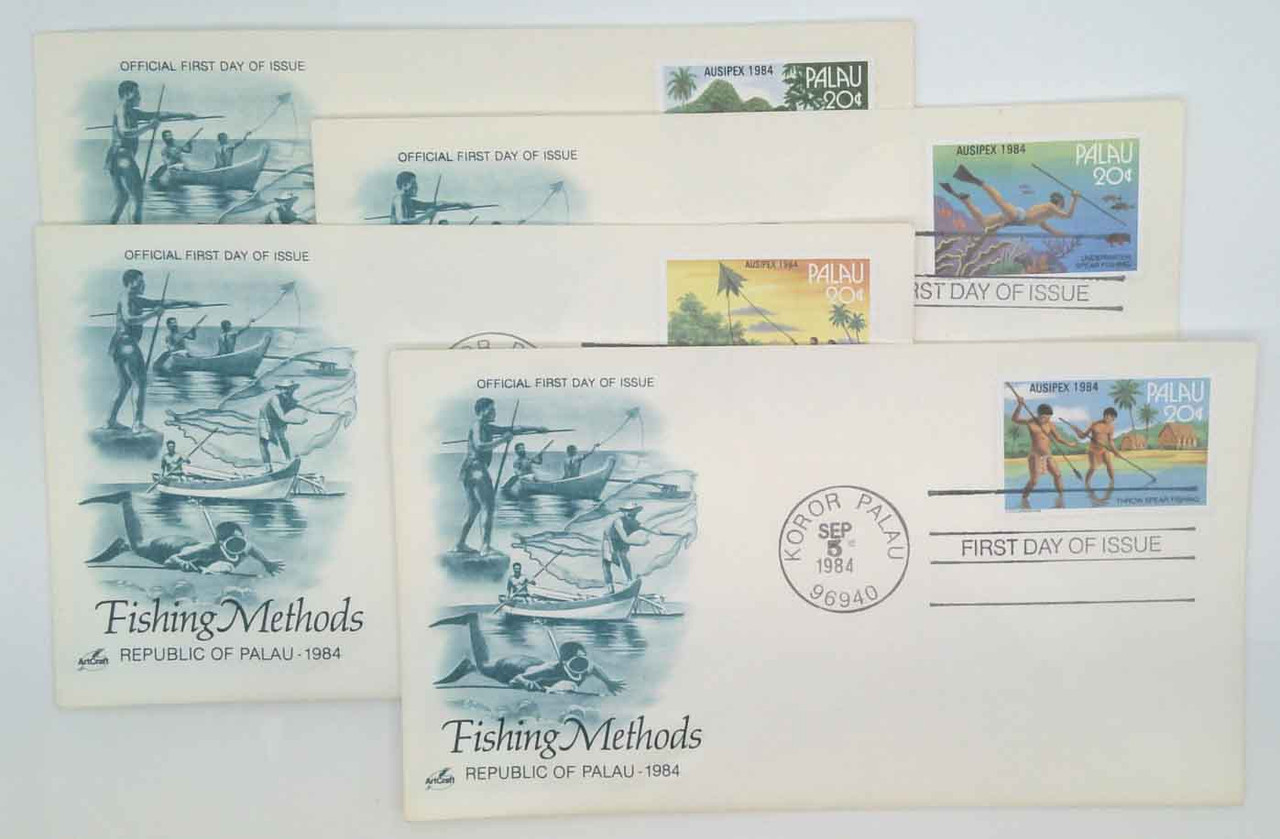 OFFICIAL FIRST DAY OF ISSUE
AUSIPEX 1984
PALAU
20¢
OFFICIAL FIRST DAY OF ISSUE
AUSIPEX 1984
PALAU
20¢
UNDERWATER
SPEAR FISHING
RST DAY OF ISSUE
OFFICIAL FIRST DAY OF ISSUE
AUSIPEX 1984
PALAU
20¢
Fishing Methods
ArtCraft
REPUBLIC OF PALAU - 1984
OFFICIAL FIRST DAY OF ISSUE
AUSIPEX 1984
PALAU
20¢
THROW SPEAR FISHING
KOROR PALAU
SEP
5
1984
96940
FIRST DAY OF ISSUE
Fishing Methods
ArtCraft
REPUBLIC OF PALAU - 1984